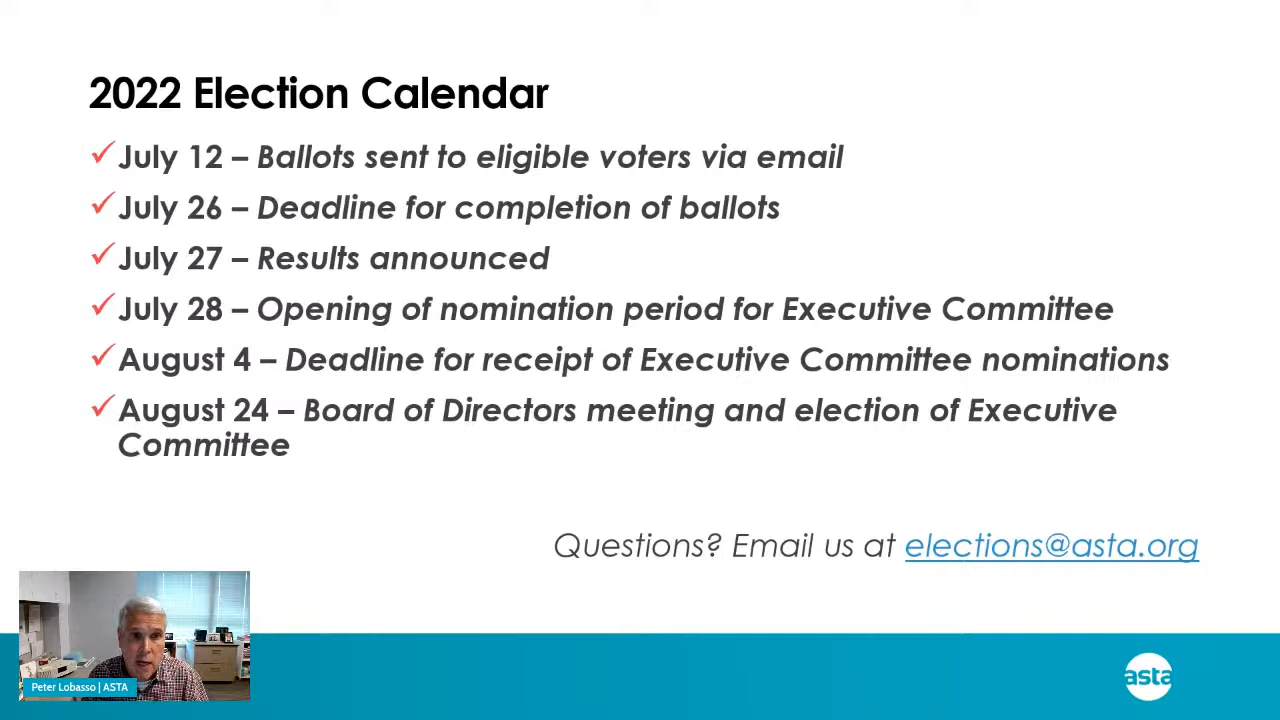 2022 Election Calendar
✓July 12 – Ballots sent to eligible voters via email
✓July 26 – Deadline for completion of ballots
✓July 27 – Results announced
✓July 28 – Opening of nomination period for Executive Committee
✓August 4 – Deadline for receipt of Executive Committee nominations
✓August 24 – Board of Directors meeting and election of Executive
Committee
Questions? Email us at elections@asta.org
Peter Lobasso | ASTA
asta